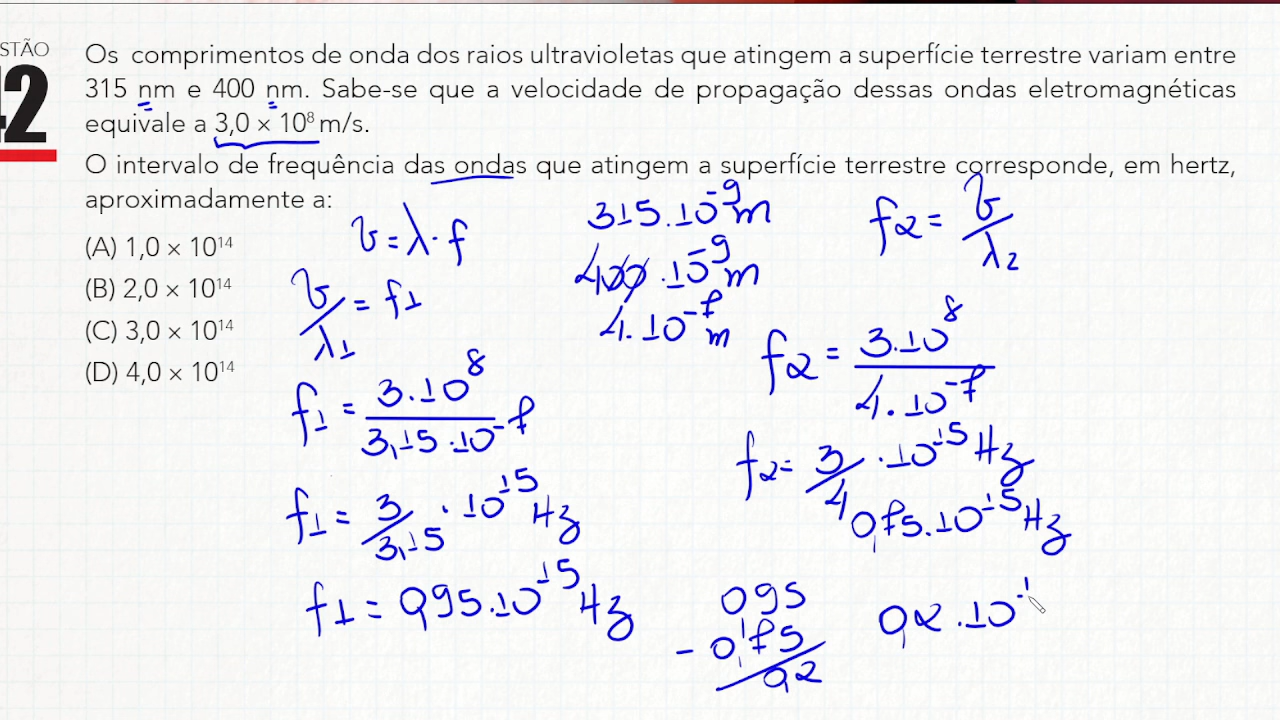 STÃO
42
Os comprimentos de onda dos raios ultravioletas que atingem a superfície terrestre variam entre
315 nm e 400 nm. Sabe-se que a velocidade de propagação dessas ondas eletromagnéticas
equivale a 3,0 × 10⁸ m/s.
O intervalo de frequência das ondas que atingem a superfície terrestre corresponde, em hertz,
aproximadamente a:
(A) 1,0 × 10¹⁴
(B) 2,0 × 10¹⁴
(C) 3,0 × 10¹⁴
(D) 4,0 × 10¹⁴
v = λ · f
v/λ₁ = f₁
f₁ = 3.10⁸/3,15.10⁻⁷
f₁ = 3/3,15 · 10¹⁵ Hz
f₁ = 0,95.10¹⁵ Hz
315.10⁻⁹ m
400.10⁻⁹ m
4.10⁻⁷ m
f₂ = v/λ₂
f₂ = 3.10⁸/4.10⁻⁷
f₂ = 3/4 · 10¹⁵ Hz
0,75.10¹⁵ Hz
0,95
- 0,75
0,2
0,2.10¹